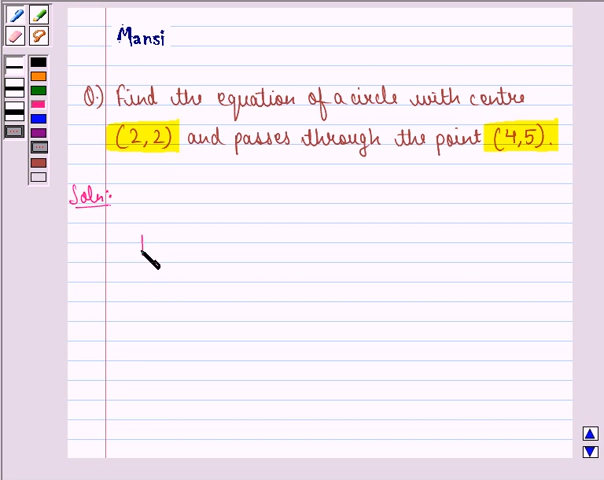 Mansi
Q.) Find the equation of a circle with centre
(2,2) and passes through the point (4,5).
Soln: